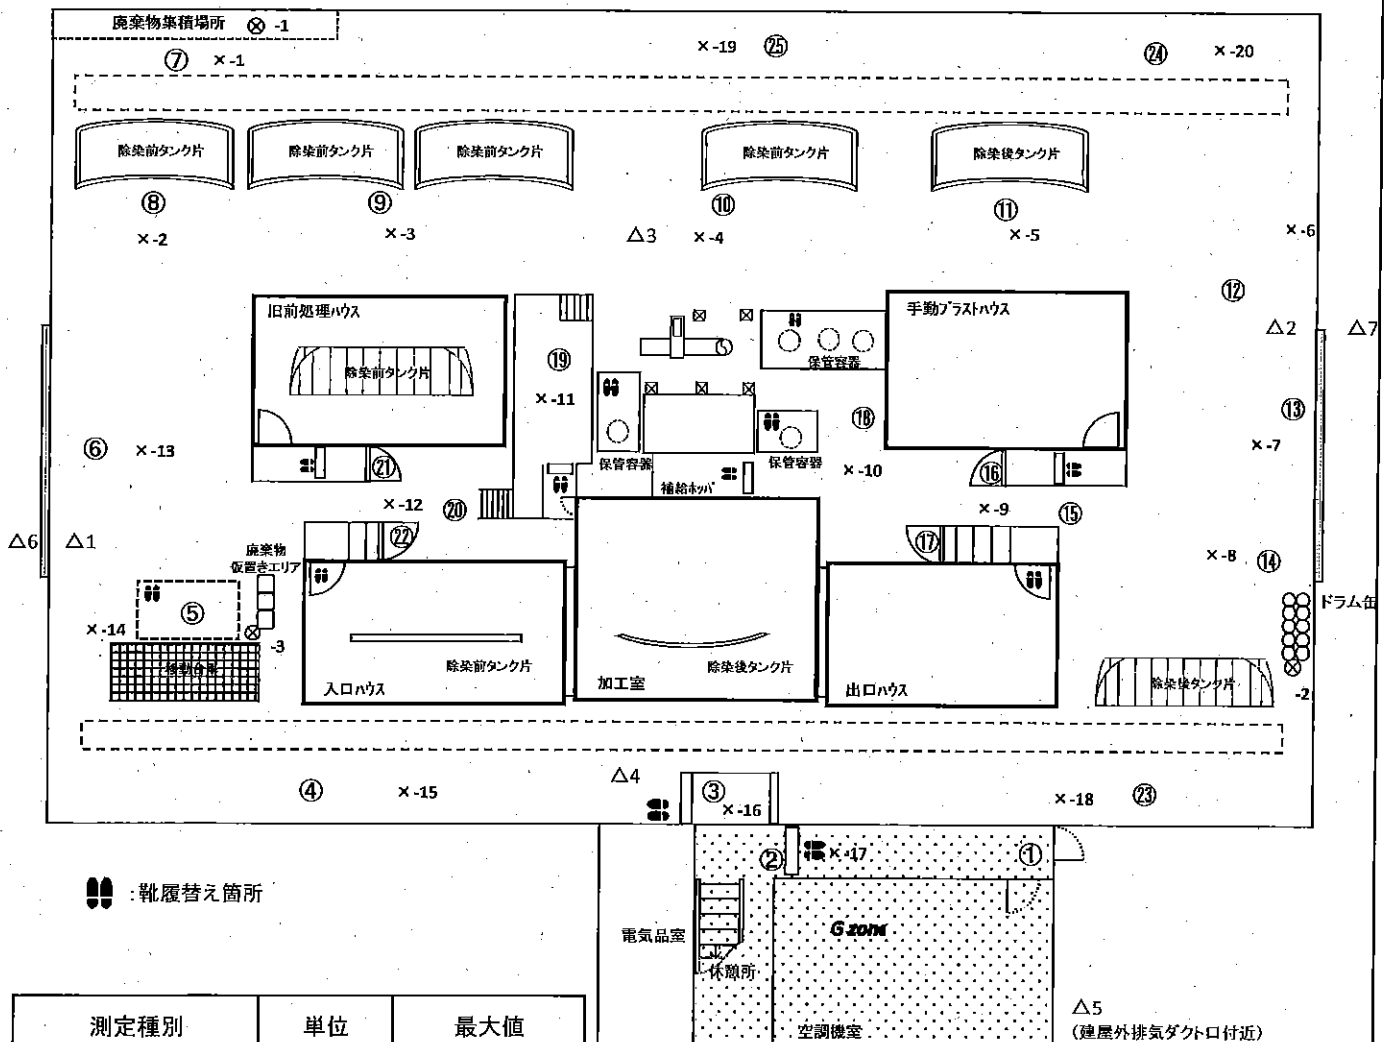 廃棄物集積場所 ⊗ -1
⑦ ×-1
×-19 ㉕
㉔ ×-20
除染前タンク片
除染前タンク片
除染前タンク片
除染前タンク片
除染後タンク片
⑧
⑨
⑩
⑪
×-2
×-3
△3 ×-4
×-5
×-6
⑫
旧前処理ハウス
手動ブラストハウス
△2 △7
除染前タンク片
⑲
保管容器
×-11
⑱
⑬
⑥ ×-13
㉑
保管容器
保管容器
×-10
⑯
×-7
補給ホッパ
×-12 ⑳
×-9 ⑮
△6 △1
㉒
⑰
×-8 ⑭
廃棄物
仮置きエリア
⑤
ドラム缶
×-14
⊗
-3
移動台車
除染前タンク片
除染後タンク片
除染後タンク片
入口ハウス
加工室
出口ハウス
⊗
-2
④ ×-15
△4
③
×-16
×-18 ㉓
② ×-17
①
:靴履替え箇所
電気品室
G zone
休憩所
空調機室
△5
(建屋外排気ダクト口付近)
測定種別 単位 最大値